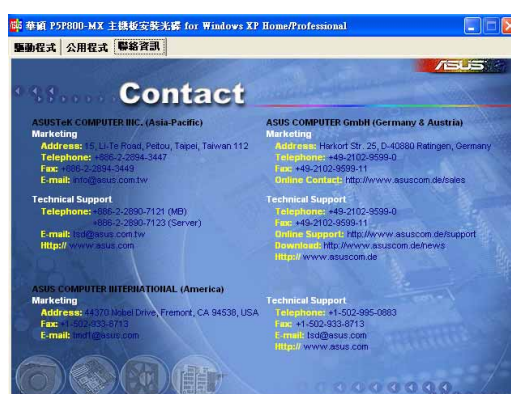 華碩 P5P800-MX 主機板安裝光碟 for Windows XP Home/Professional
驅動程式 公用程式 聯絡資訊
ASUS
Contact
ASUSTeK COMPUTER INC. (Asia-Pacific)
Marketing
Address: 15, Li-Te Road, Peitou, Taipei, Taiwan 112
Telephone: +886-2-2894-3447
Fax: +886-2-2894-3449
E-mail: info@asus.com.tw
Technical Support
Telephone: +886-2-2890-7121 (MB)
+886-2-2890-7123 (Server)
E-mail: tsd@asus.com.tw
Http:// www.asus.com
ASUS COMPUTER GmbH (Germany & Austria)
Marketing
Address: Harkort Str. 25, D-40880 Ratingen, Germany
Telephone: +49-2102-9599-0
Fax: +49-2102-9599-11
Online Contact: http://www.asuscom.de/sales
Technical Support
Telephone: +49-2102-9599-0
Fax: +49-2102-9599-11
Online Support: http://www.asuscom.de/support
Download: http://www.asuscom.de/news
Http:// www.asuscom.de
ASUS COMPUTER INTERNATIONAL (America)
Marketing
Address: 44370 Nobel Drive, Fremont, CA 94538, USA
Fax: +1-502-933-8713
E-mail: tmd1@asus.com
Technical Support
Telephone: +1-502-995-0883
Fax: +1-502-933-8713
E-mail: tsd@asus.com
Http:// www.asus.com